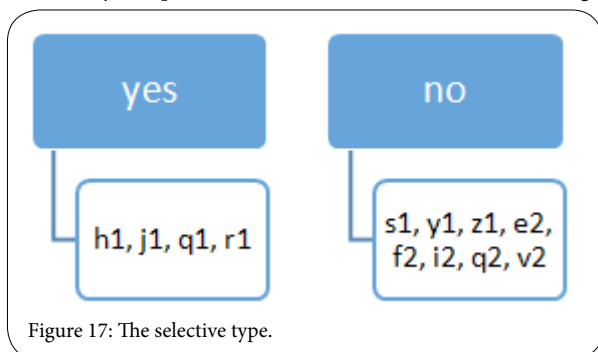 yes
no
h1, j1, q1, r1
s1, y1, z1, e2,
f2, i2, q2, v2
Figure 17: The selective type.